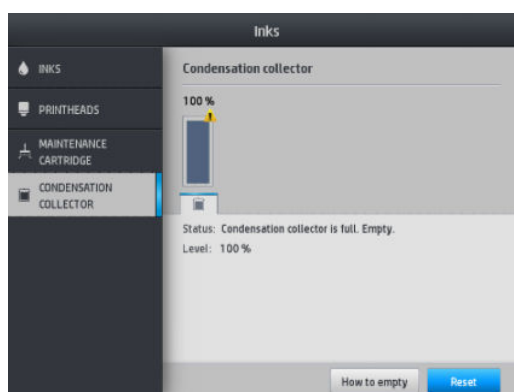 Inks
INKS
PRINTHEADS
MAINTENANCE
CARTRIDGE
CONDENSATION
COLLECTOR
Condensation collector
100 %
Status: Condensation collector is full. Empty.
Level: 100 %
How to empty
Reset